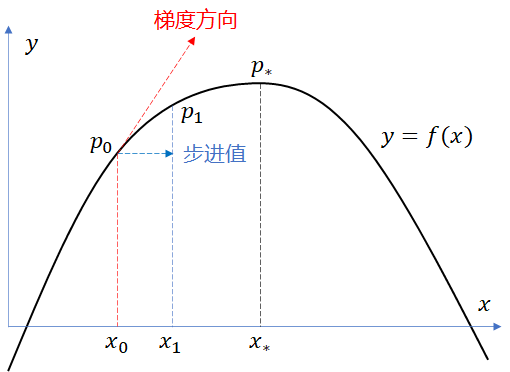 梯度方向
y
p∗
p₁
p₀
y = f(x)
步进值
x
x₀ x₁ x∗